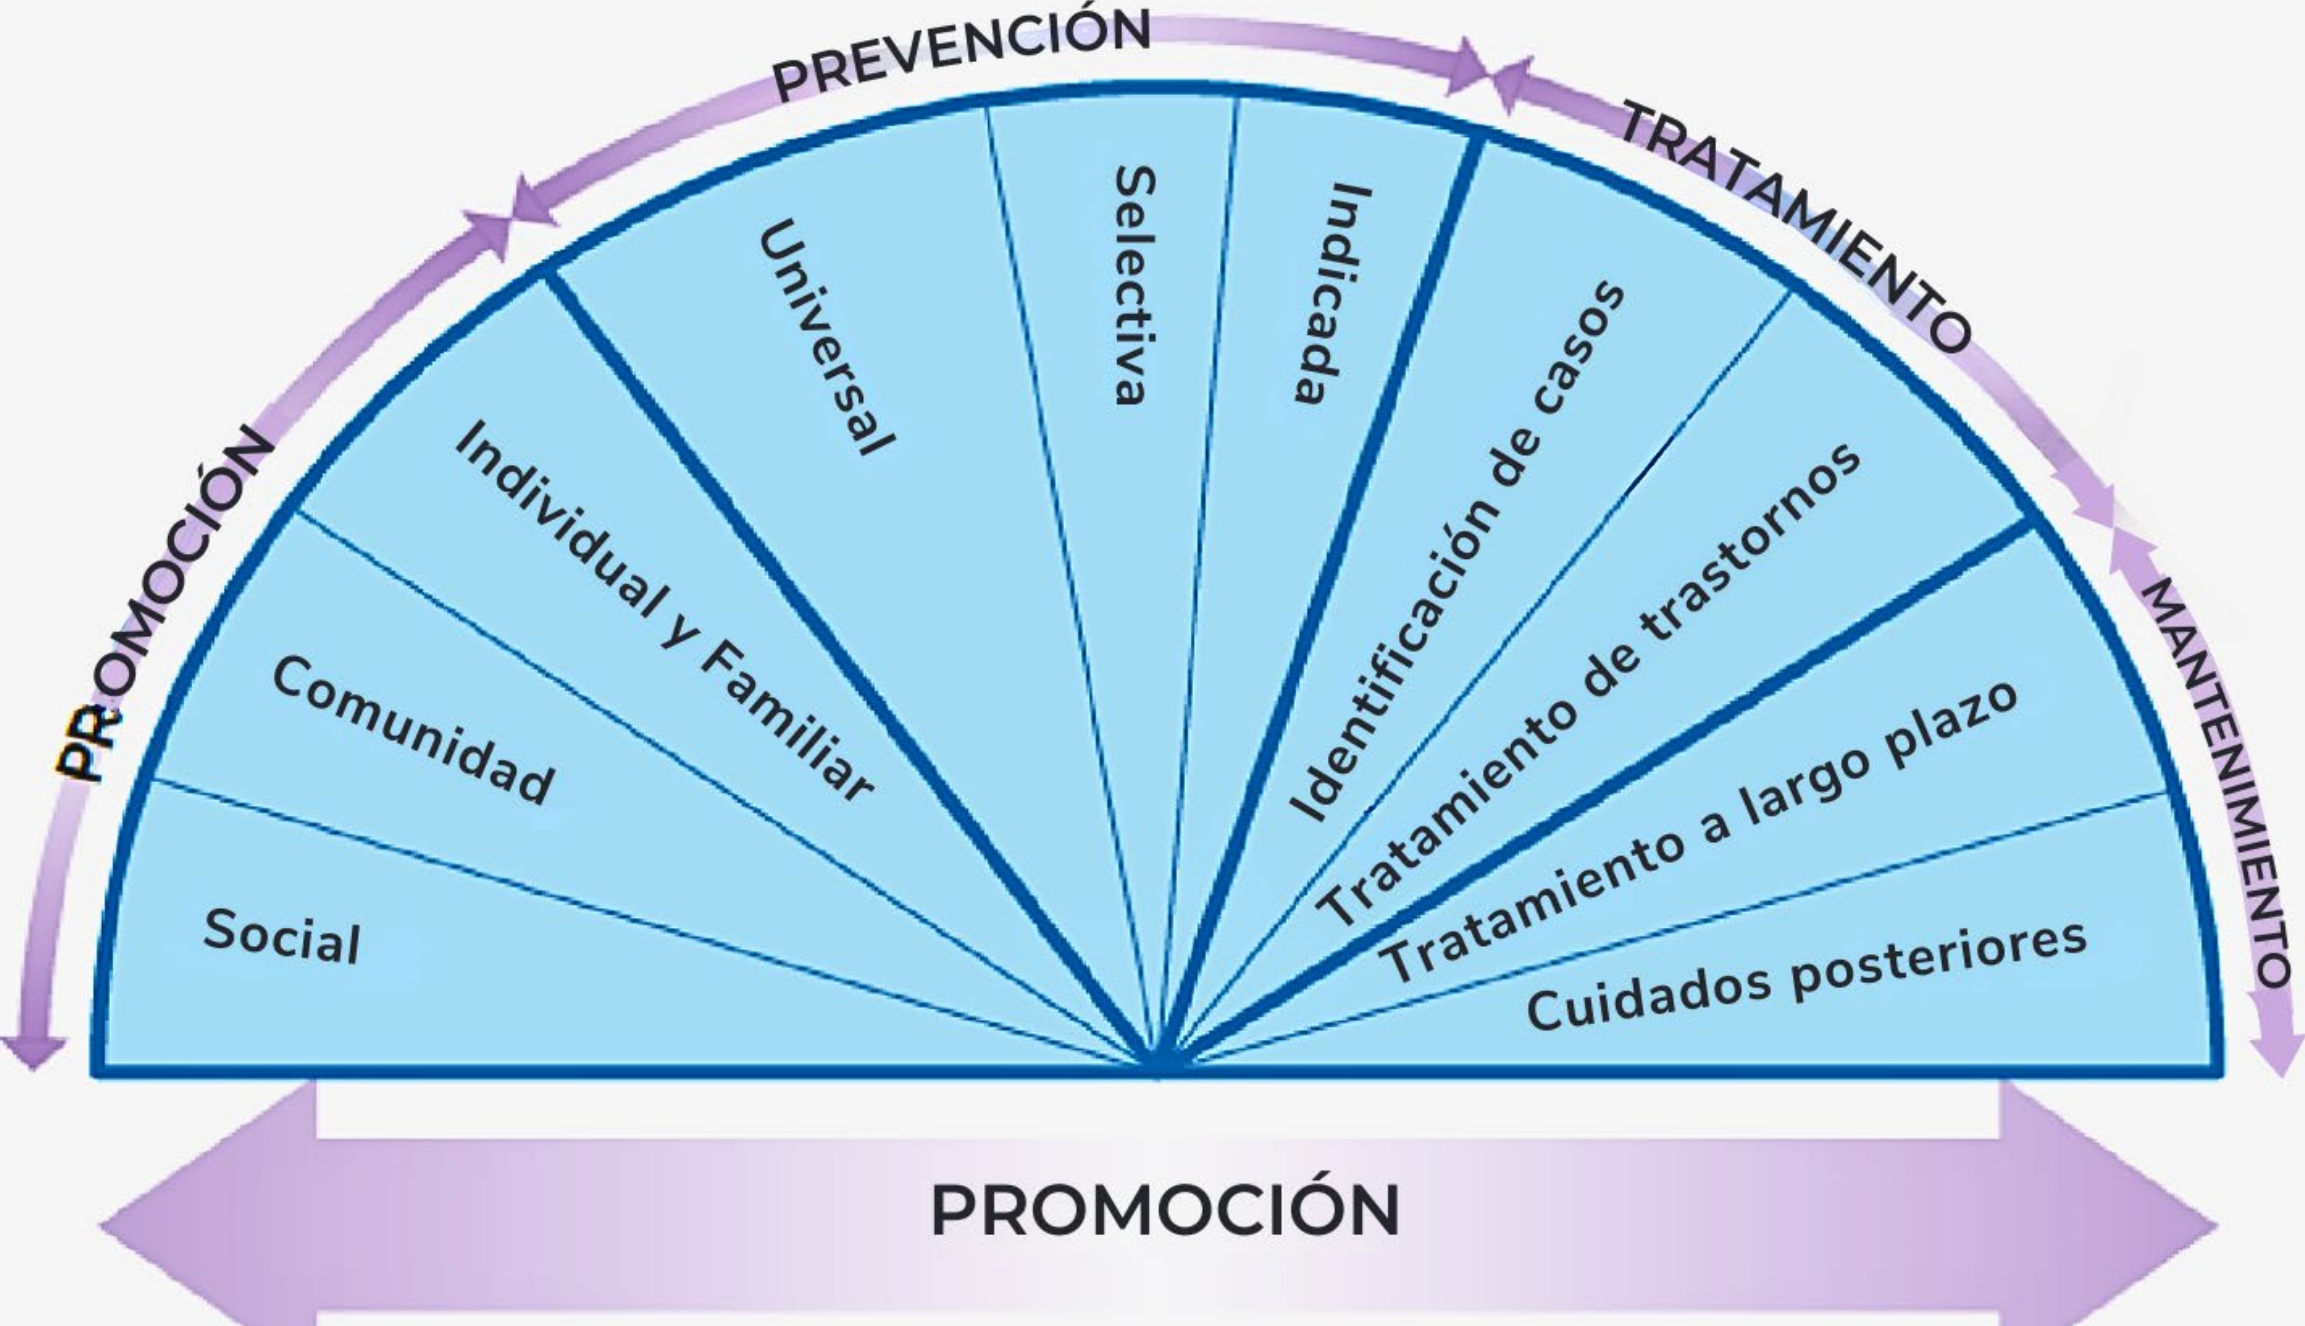 PROMOCIÓN
PREVENCIÓN
TRATAMIENTO
MANTENIMIENTO
Social
Comunidad
Individual y Familiar
Universal
Selectiva
Indicada
Identificación de casos
Tratamiento de trastornos
Tratamiento a largo plazo
Cuidados posteriores
PROMOCIÓN